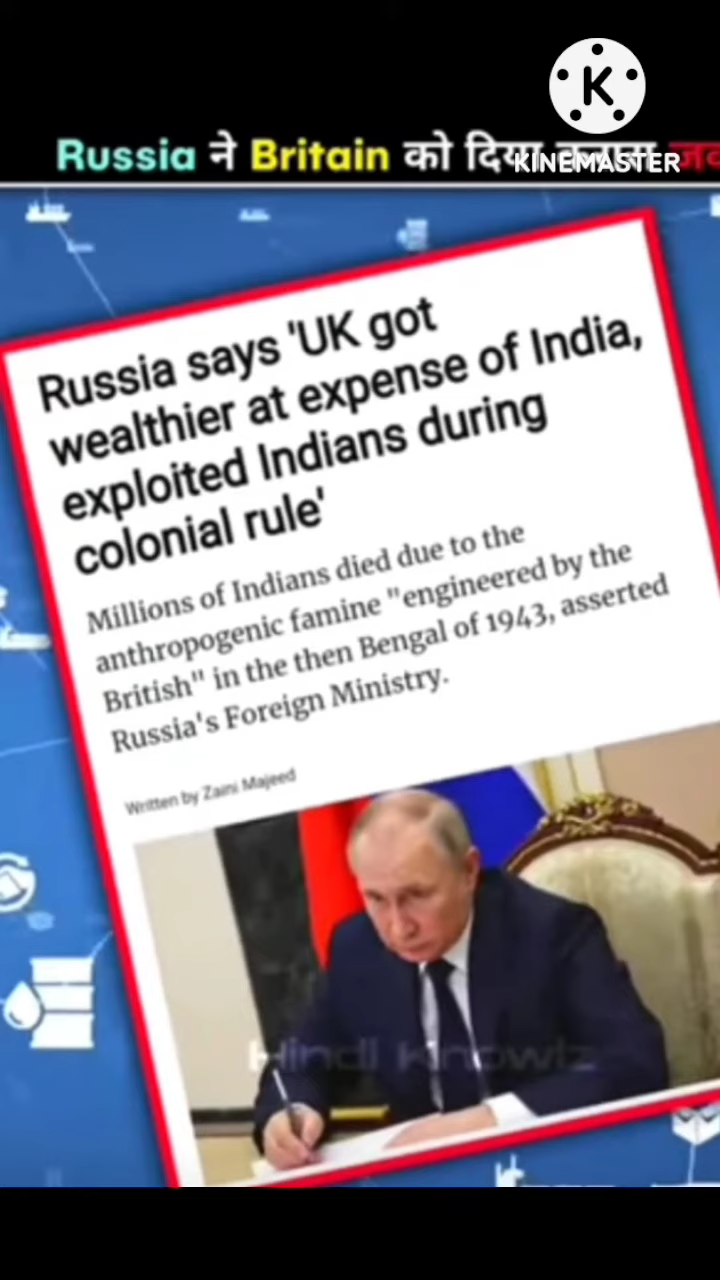 K
KINEMASTER
Russia ने Britain को दिया
Russia says 'UK got
wealthier at expense of India,
exploited Indians during
colonial rule'
Millions of Indians died due to the
anthropogenic famine "engineered by the
British" in the then Bengal of 1943, asserted
Russia's Foreign Ministry.
Written by Zaini Majeed
Hindi Knowlz